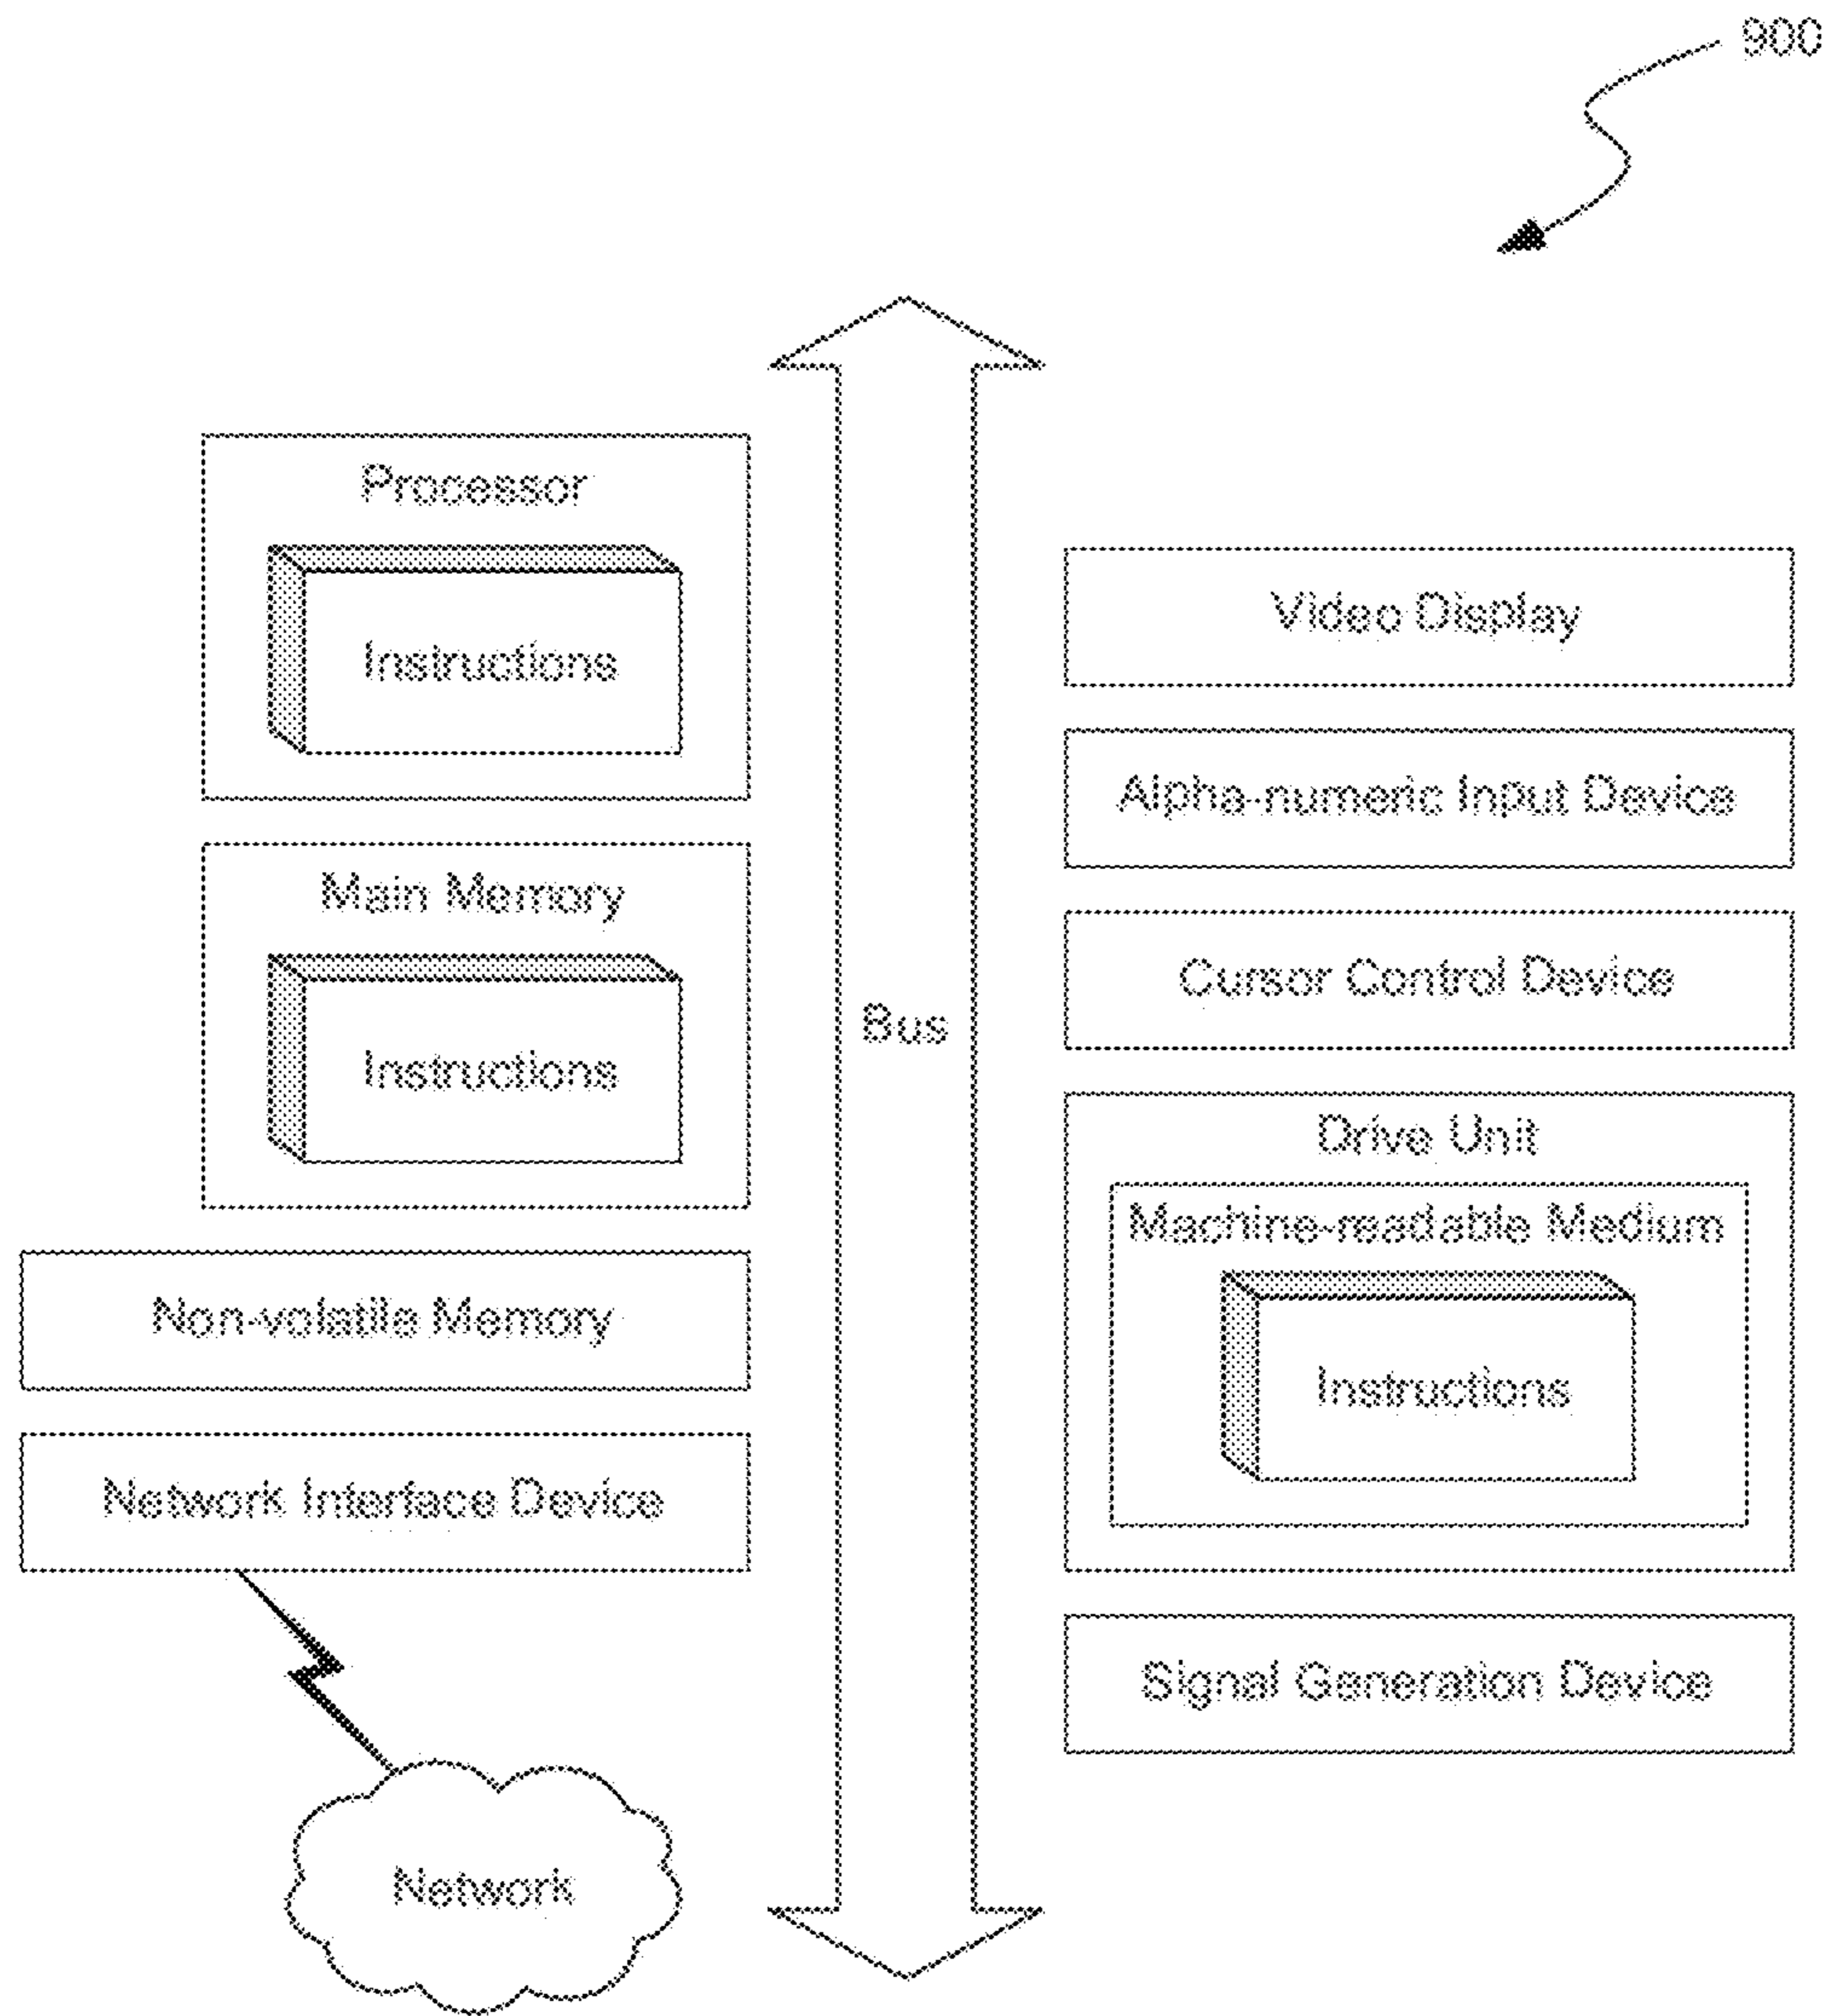 900
Processor
Instructions
Main Memory
Instructions
Non-volatile Memory
Network Interface Device
Network
Bus
Video Display
Alpha-numeric Input Device
Cursor Control Device
Drive Unit
Machine-readable Medium
Instructions
Signal Generation Device